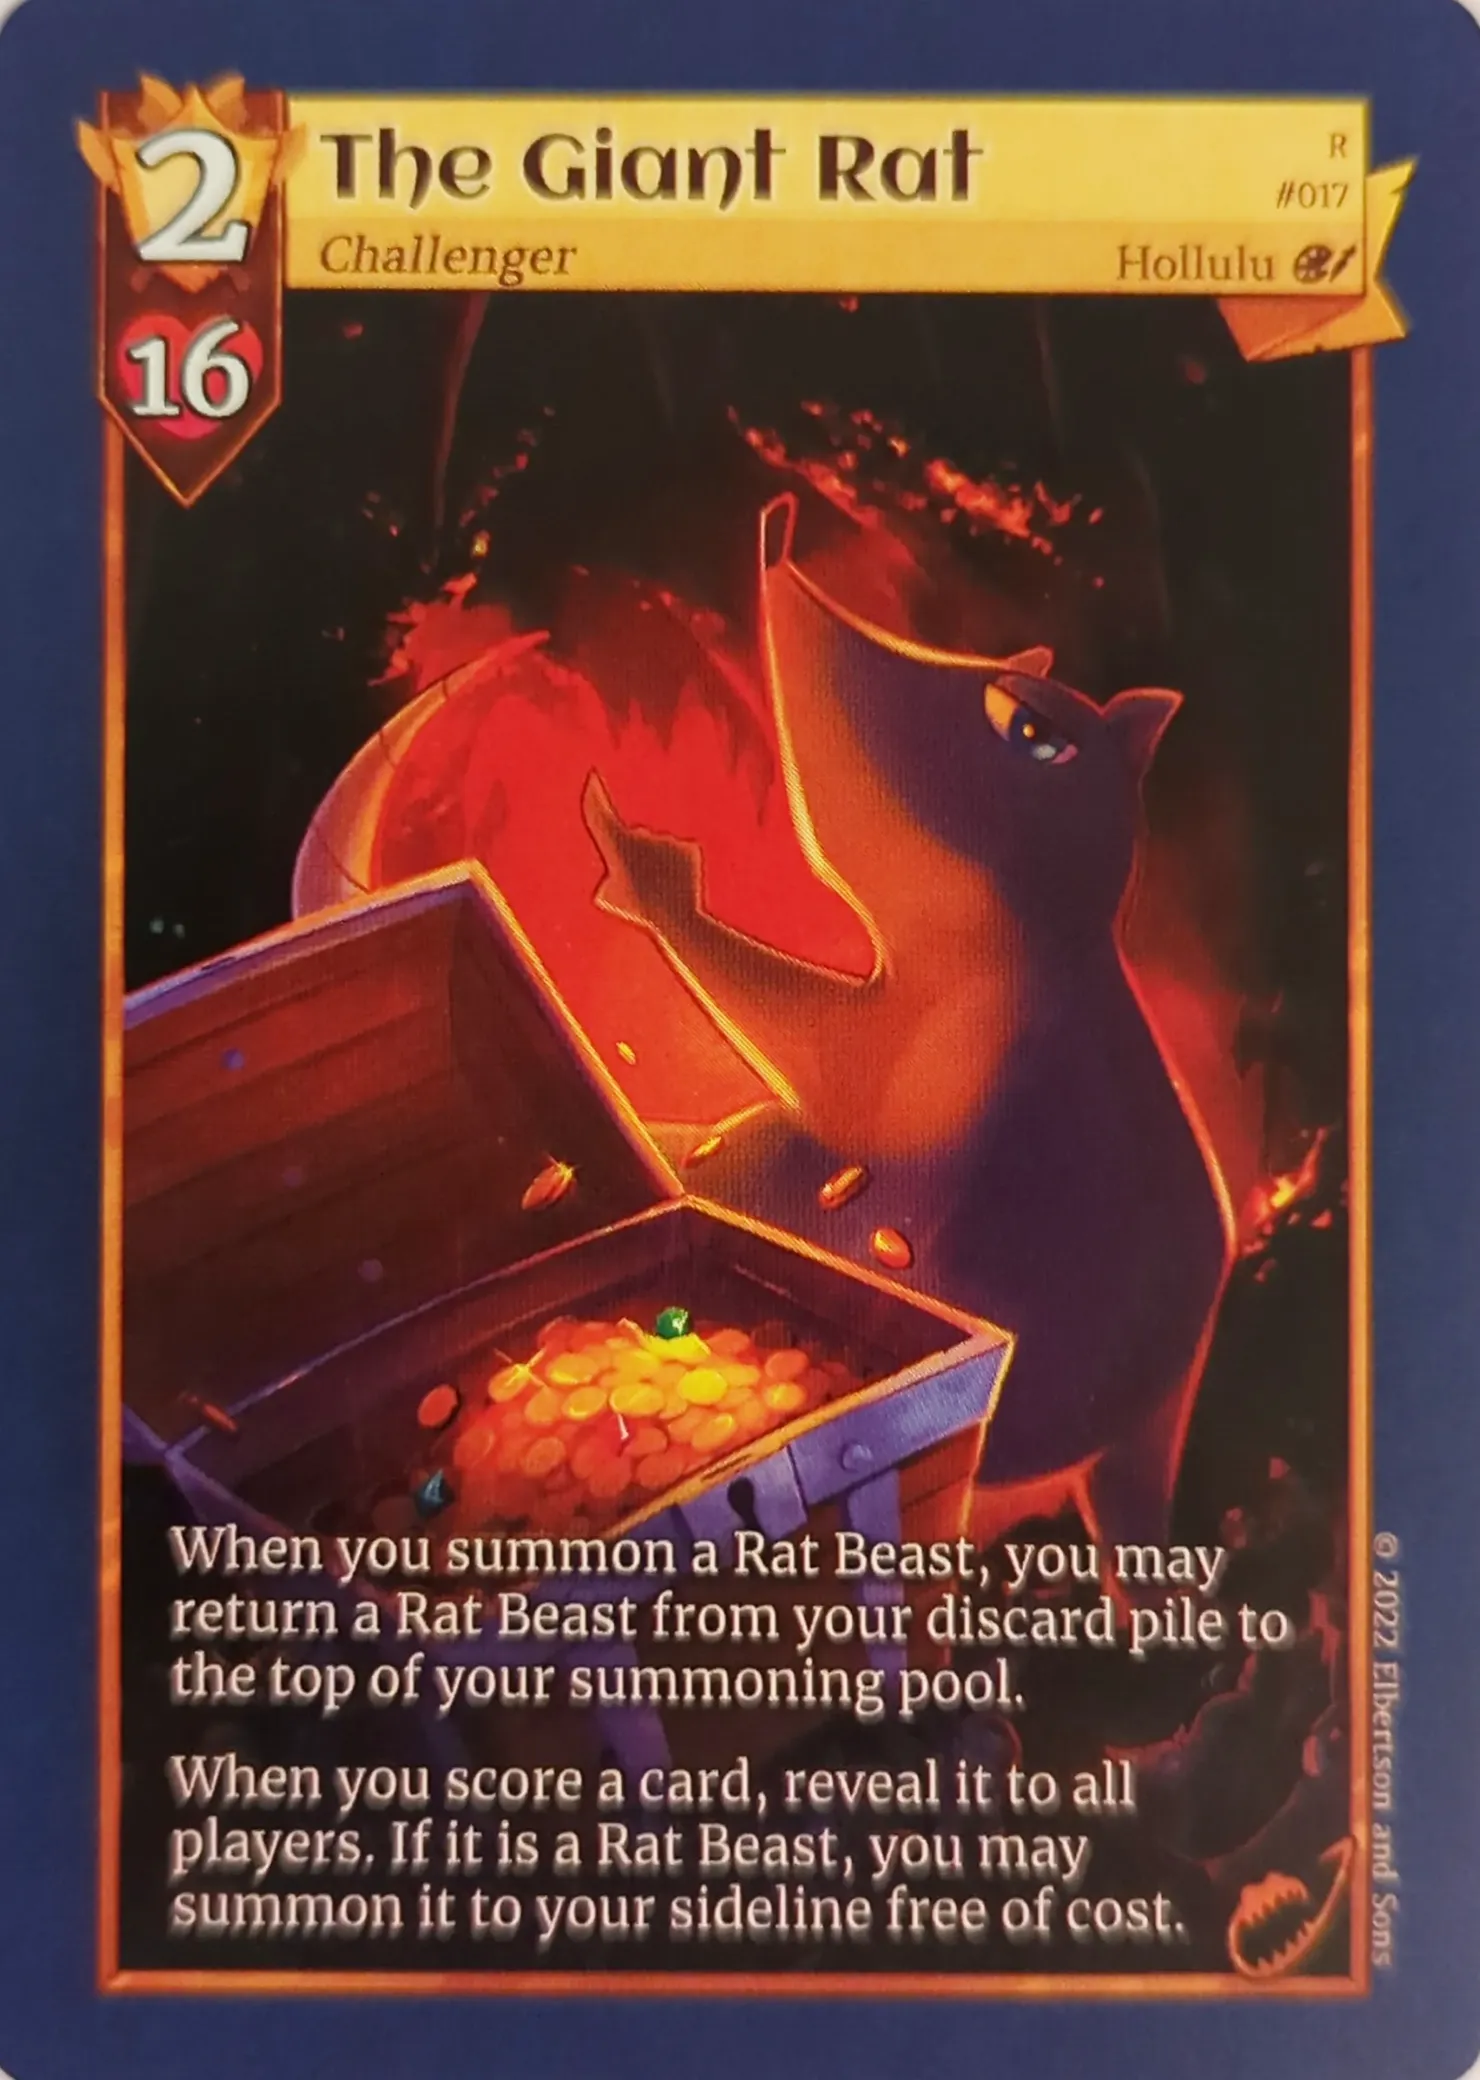 2
The Giant Rat
R
#017
Challenger
Hollulu
16
When you summon a Rat Beast, you may
return a Rat Beast from your discard pile to
the top of your summoning pool.
When you score a card, reveal it to all
players. If it is a Rat Beast, you may
summon it to your sideline free of cost.
© 2022 Elbertson and Sons